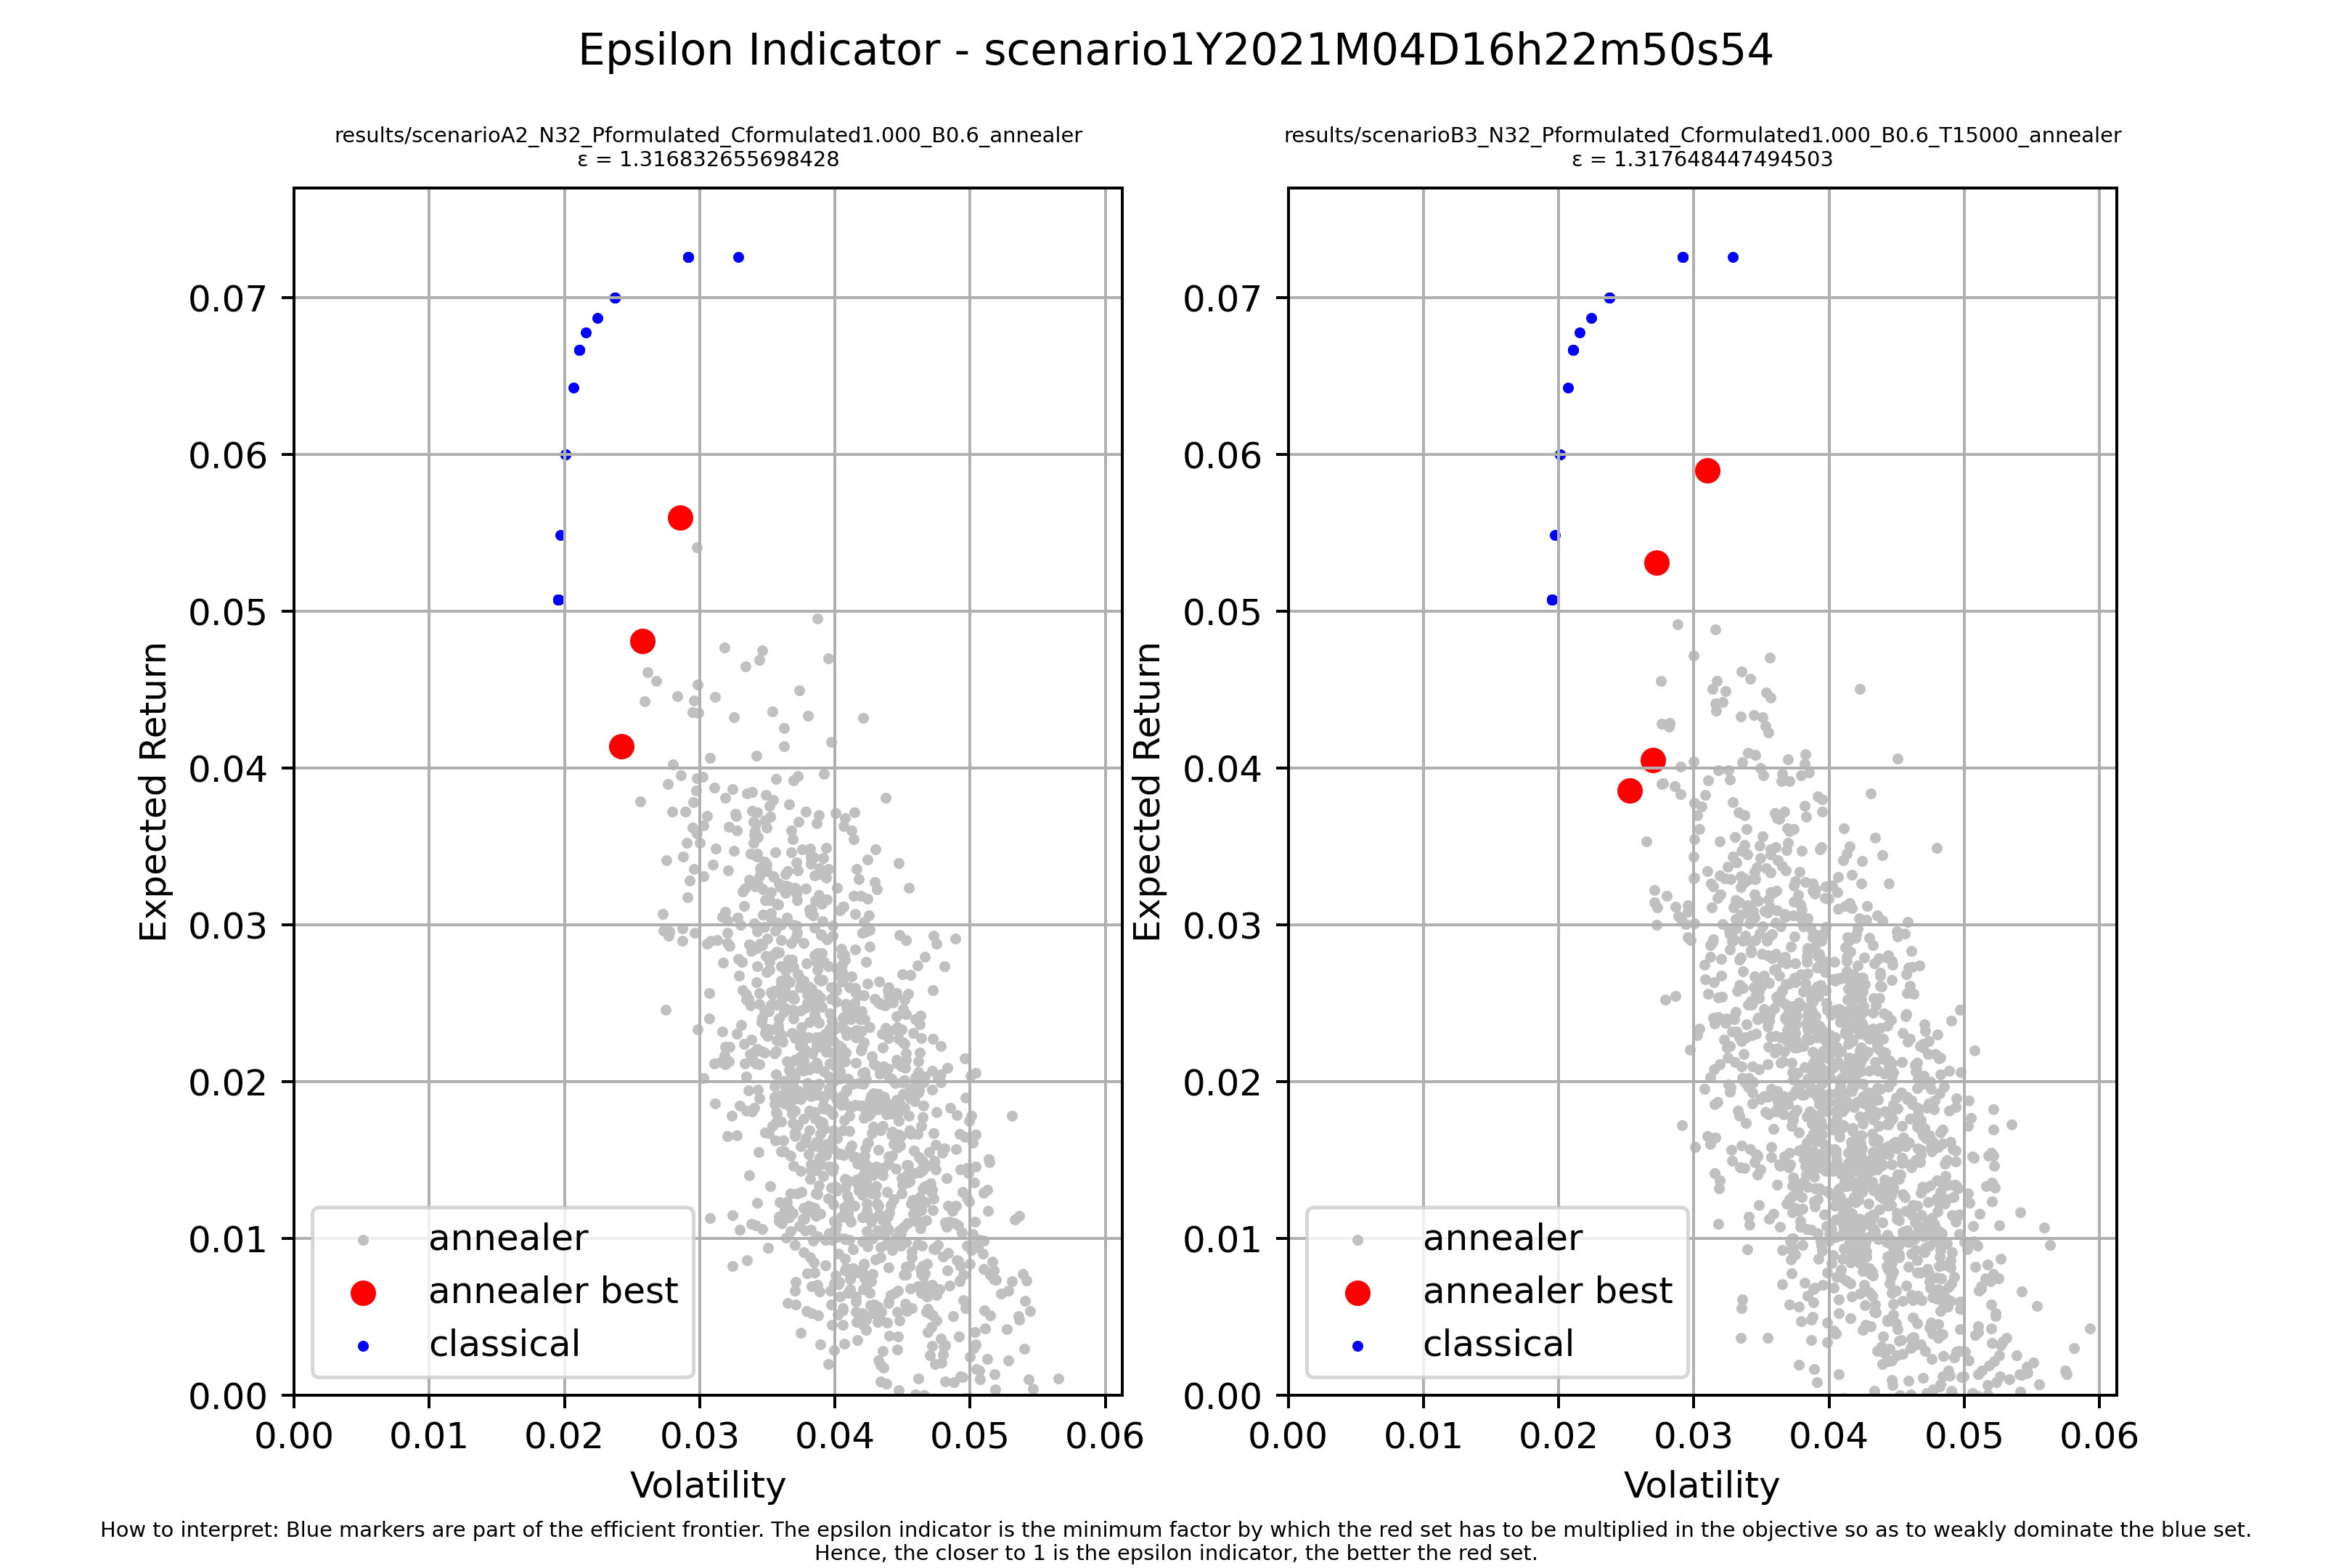 Epsilon Indicator - scenario1Y2021M04D16h22m50s54
results/scenarioA2_N32_Pformulated_Cformulated1.000_B0.6_annealer
ε = 1.316832655698428
0.07
0.06
0.05
0.04
0.03
0.02
0.01
0.00
Expected Return
annealer
annealer best
classical
0.00 0.01 0.02 0.03 0.04 0.05 0.06
Volatility
results/scenarioB3_N32_Pformulated_Cformulated1.000_B0.6_T15000_annealer
ε = 1.317648447494503
0.07
0.06
0.05
0.04
0.03
0.02
0.01
0.00
Expected Return
annealer
annealer best
classical
0.00 0.01 0.02 0.03 0.04 0.05 0.06
Volatility
How to interpret: Blue markers are part of the efficient frontier. The epsilon indicator is the minimum factor by which the red set has to be multiplied in the objective so as to weakly dominate the blue set.
Hence, the closer to 1 is the epsilon indicator, the better the red set.